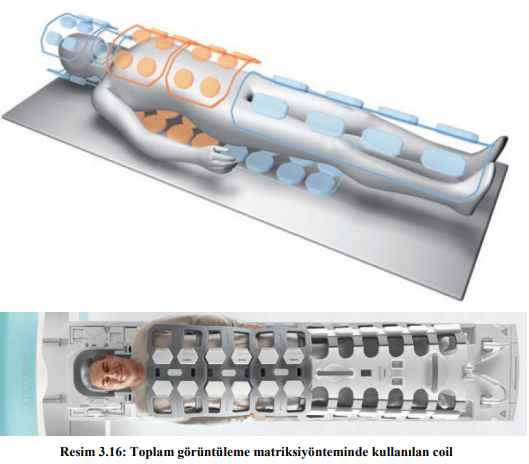 Resim 3.16: Toplam görüntüleme matriksiyönteminde kullanılan coil